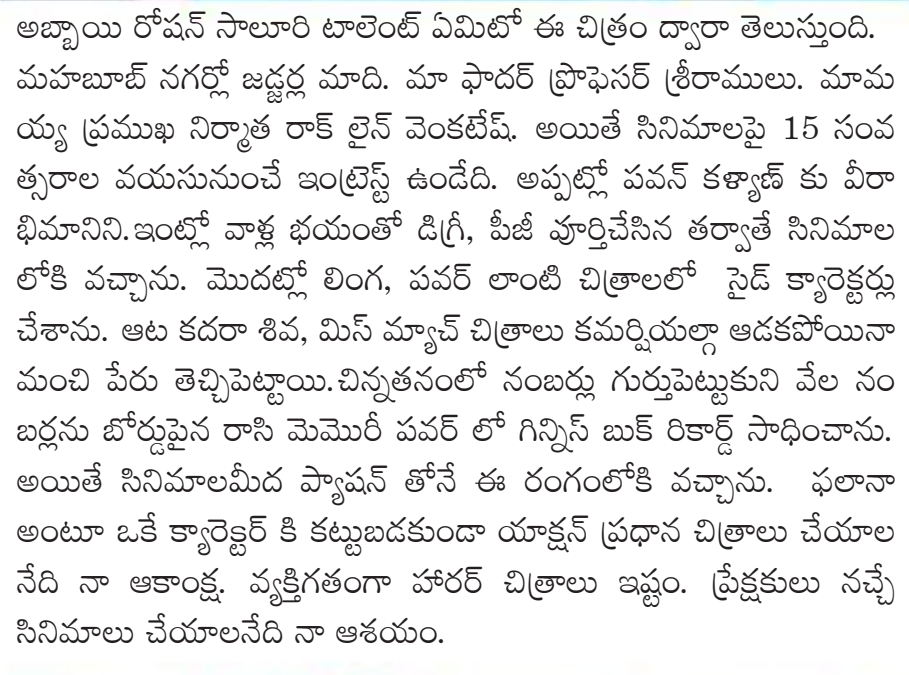 అబ్బాయి రోషన్ సాలూరి టాలెంట్ ఏమిటో ఈ చిత్రం ద్వారా తెలుస్తుంది.
మహబూబ్ నగర్లో జడ్చర్ల మాది. మా ఫాదర్ ప్రొఫెసర్ శ్రీరాములు. మామ
య్య ప్రముఖ నిర్మాత రాక్ లైన్ వెంకటేష్. అయితే సినిమాలపై 15 సంవ
త్సరాల వయసునుంచే ఇంట్రెస్ట్ ఉండేది. అప్పట్లో పవన్ కళ్యాణ్ కు వీరా
భిమానిని.ఇంట్లో వాళ్ల భయంతో డిగ్రీ, పీజీ పూర్తిచేసిన తర్వాతే సినిమాల
లోకి వచ్చాను. మొదట్లో లింగ, పవర్ లాంటి చిత్రాలలో సైడ్ క్యారెక్టర్లు
చేశాను. ఆట కదరా శివ, మిస్ మ్యాచ్ చిత్రాలు కమర్షియల్గా ఆడకపోయినా
మంచి పేరు తెచ్చిపెట్టాయి.చిన్నతనంలో నంబర్లు గుర్తుపెట్టుకుని వేల నం
బర్లను బోర్డుపైన రాసి మెమొరీ పవర్ లో గిన్నిస్ బుక్ రికార్డ్ సాధించాను.
అయితే సినిమాలమీద ప్యాషన్ తోనే ఈ రంగంలోకి వచ్చాను. ఫలానా
అంటూ ఒకే క్యారెక్టర్ కి కట్టుబడకుండా యాక్షన్ ప్రధాన చిత్రాలు చేయాల
నేది నా ఆకాంక్ష. వ్యక్తిగతంగా హారర్ చిత్రాలు ఇష్టం. ప్రేక్షకులు నచ్చే
సినిమాలు చేయాలనేది నా ఆశయం.